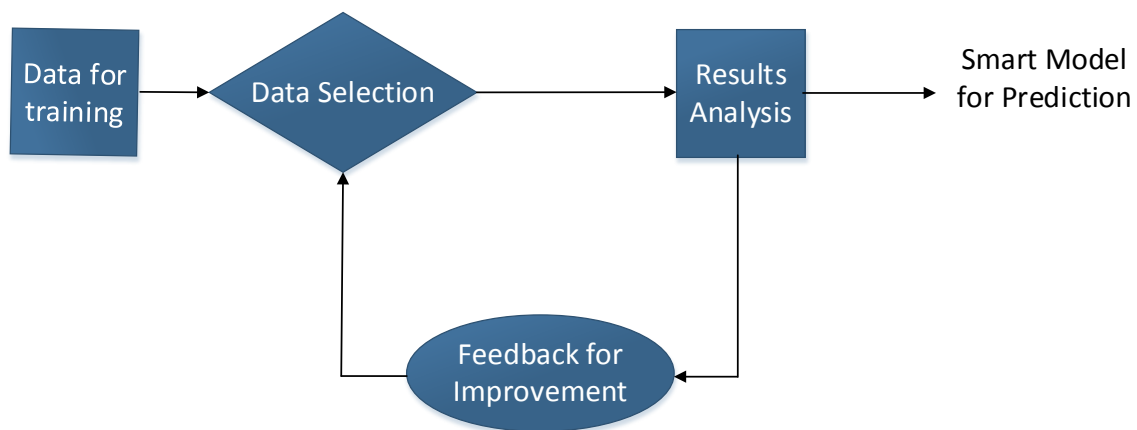 Data for
training
Data Selection
Results
Analysis
Smart Model
for Prediction
Feedback for
Improvement